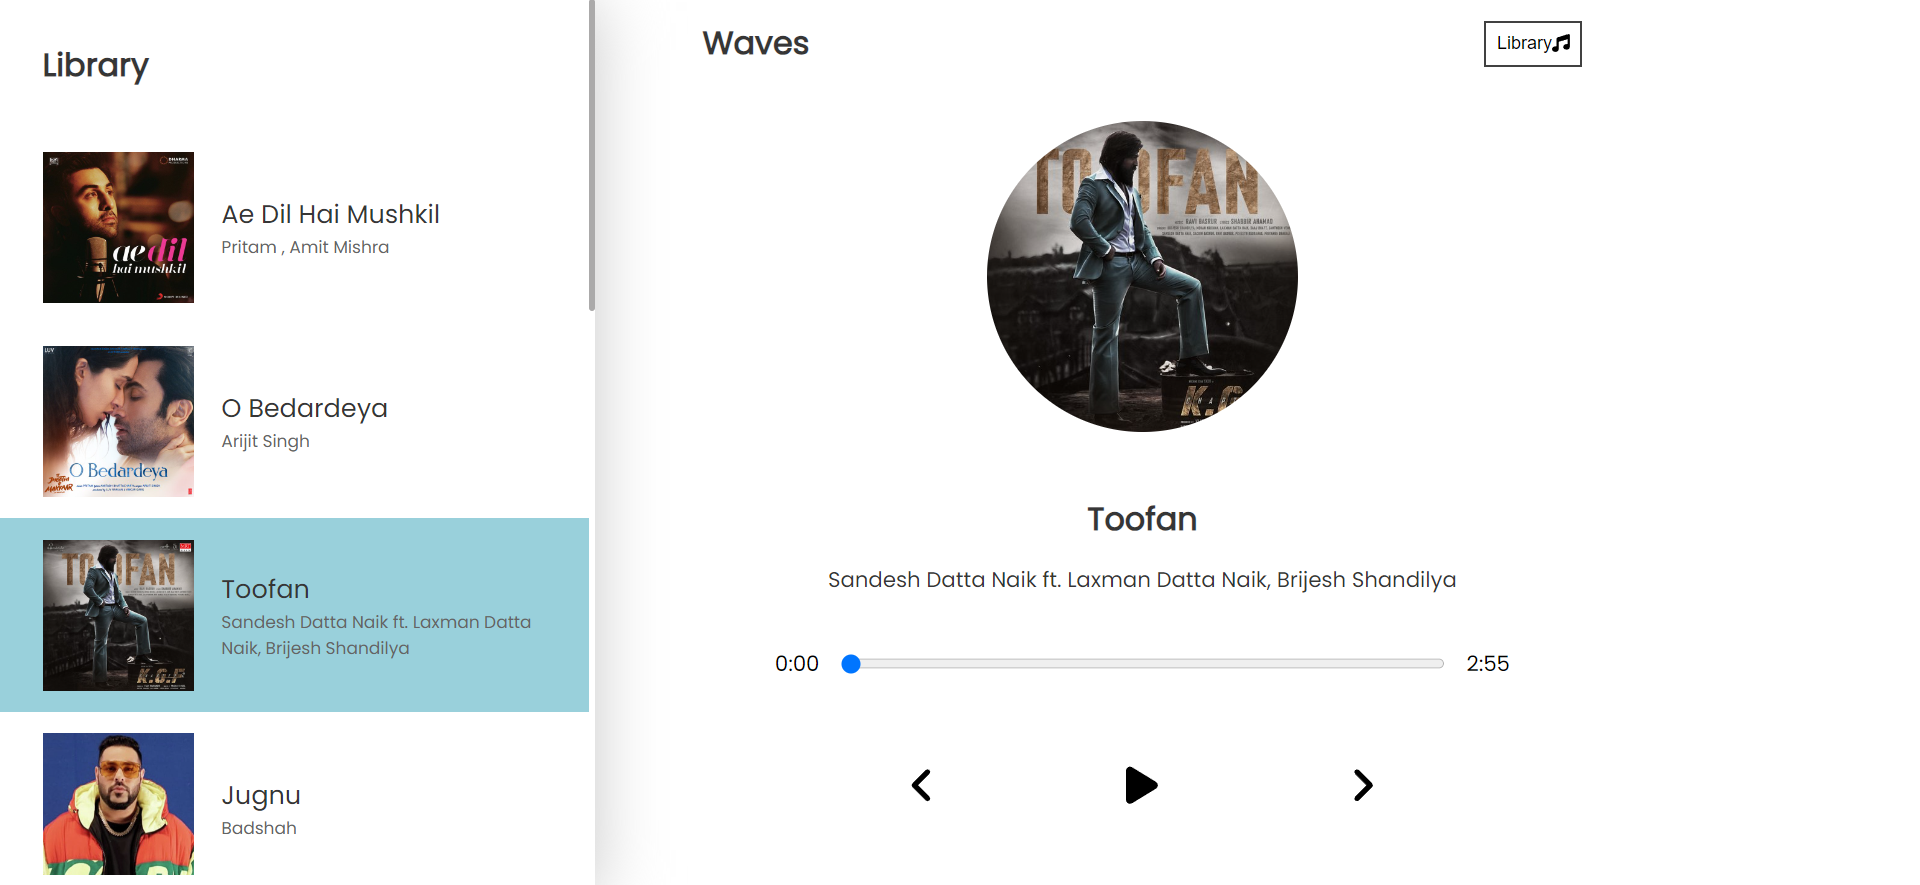 Library
ae dil
hai mushkil
Ae Dil Hai Mushkil
Pritam , Amit Mishra
LUV
O Bedardeya
O Bedardeya
Arijit Singh
TOOFAN
K.G.F
Toofan
Sandesh Datta Naik ft. Laxman Datta
Naik, Brijesh Shandilya
Jugnu
Badshah
Waves
Library
TOOFAN
K.G
Toofan
Sandesh Datta Naik ft. Laxman Datta Naik, Brijesh Shandilya
0:00
2:55